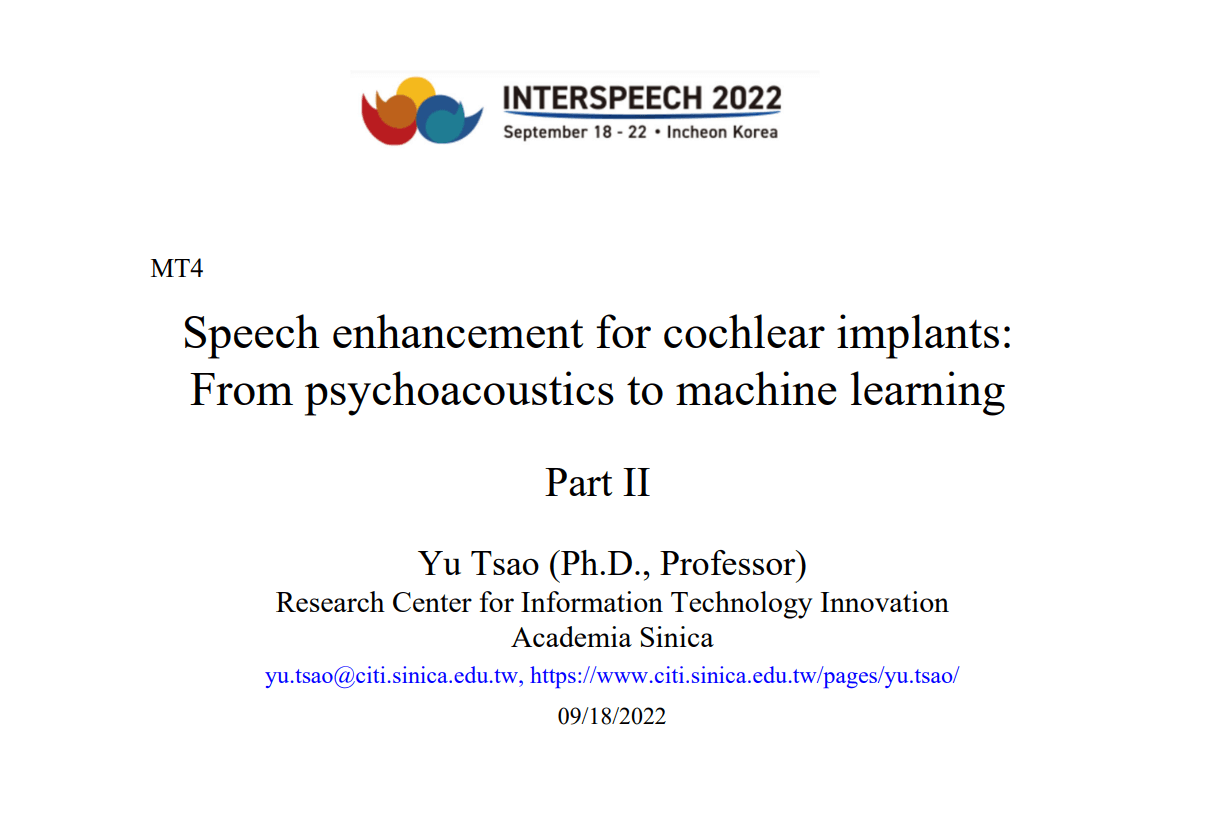 INTERSPEECH 2022
September 18 - 22 • Incheon Korea
MT4
Speech enhancement for cochlear implants:
From psychoacoustics to machine learning
Part II
Yu Tsao (Ph.D., Professor)
Research Center for Information Technology Innovation
Academia Sinica
yu.tsao@citi.sinica.edu.tw, https://www.citi.sinica.edu.tw/pages/yu.tsao/
09/18/2022